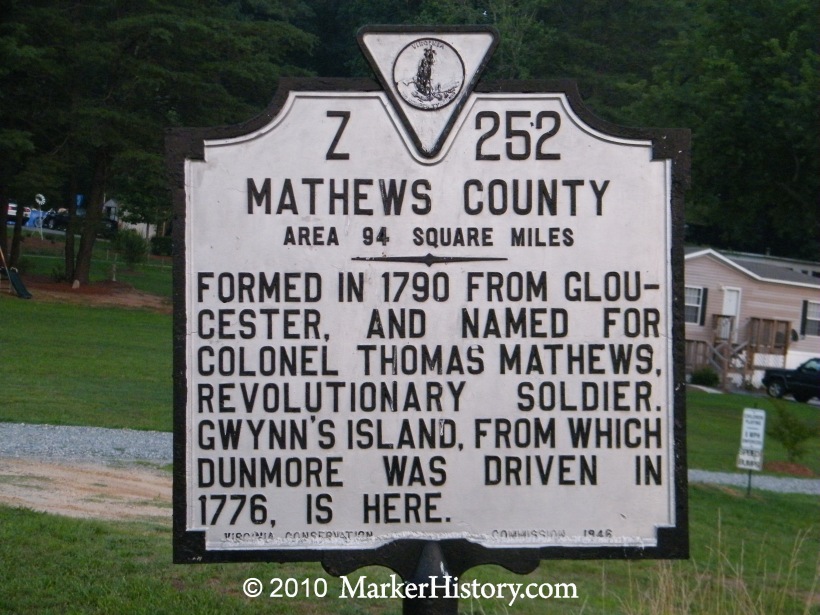 VIRGINIA
Z 252
MATHEWS COUNTY
AREA 94 SQUARE MILES
FORMED IN 1790 FROM GLOU-
CESTER, AND NAMED FOR
COLONEL THOMAS MATHEWS,
REVOLUTIONARY SOLDIER.
GWYNN'S ISLAND, FROM WHICH
DUNMORE WAS DRIVEN IN
1776, IS HERE.
VIRGINIA CONSERVATION COMMISSION 1946
© 2010 MarkerHistory.com